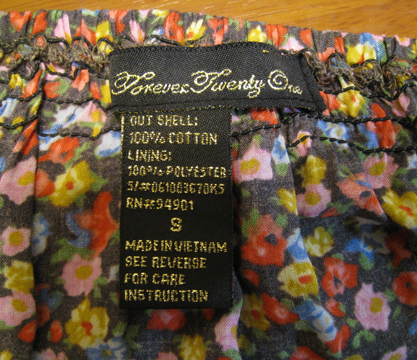 Forever Twenty One
OUT SHELL:
100% COTTON
LINING:
100% POLYESTER
S/#061003670KS
RN#94901
S
MADE IN VIETNAM
SEE REVERSE
FOR CARE
INSTRUCTION